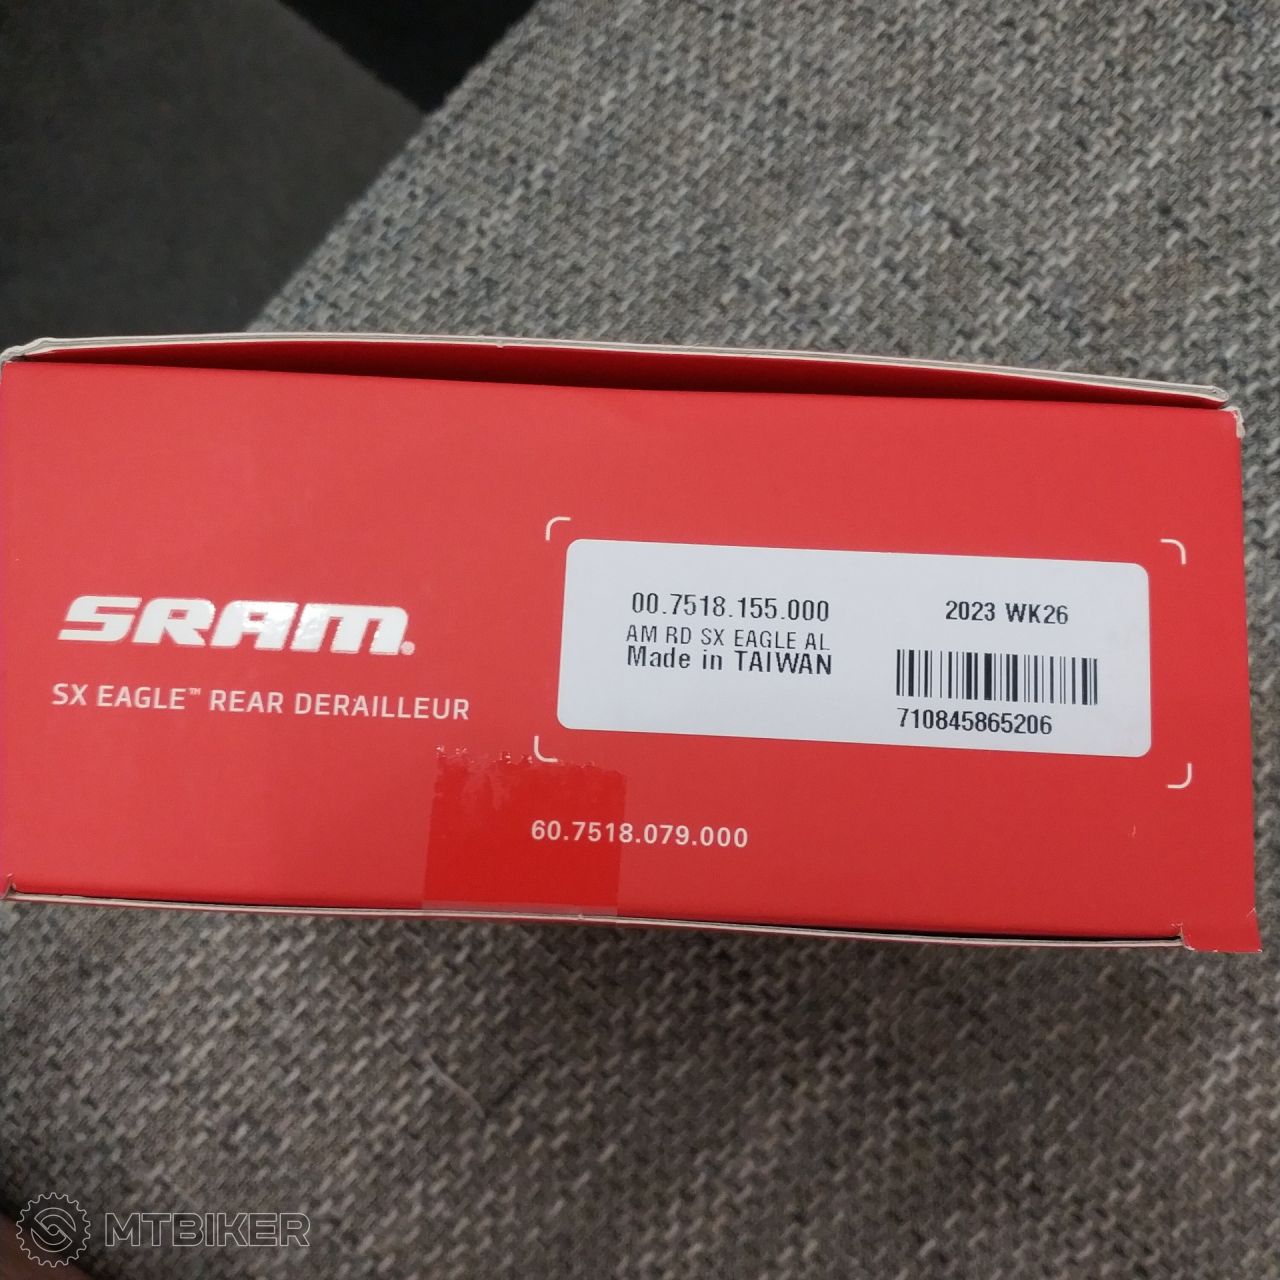 SRAM.
SX EAGLE™ REAR DERAILLEUR
00.7518.155.000
AM RD SX EAGLE AL
Made in TAIWAN
2023 WK26
710845865206
60.7518.079.000
MTBIKER